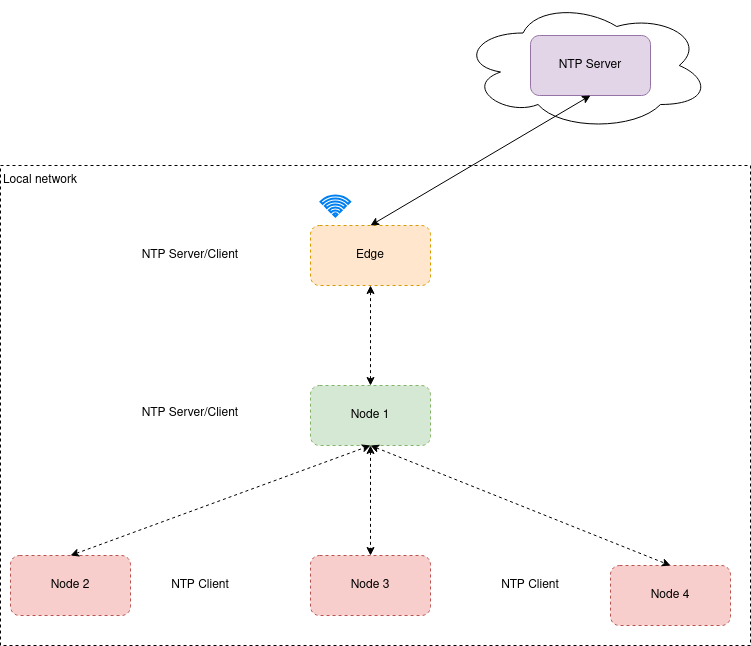 NTP Server
Local network
NTP Server/Client
Edge
NTP Server/Client
Node 1
Node 2
NTP Client
Node 3
NTP Client
Node 4